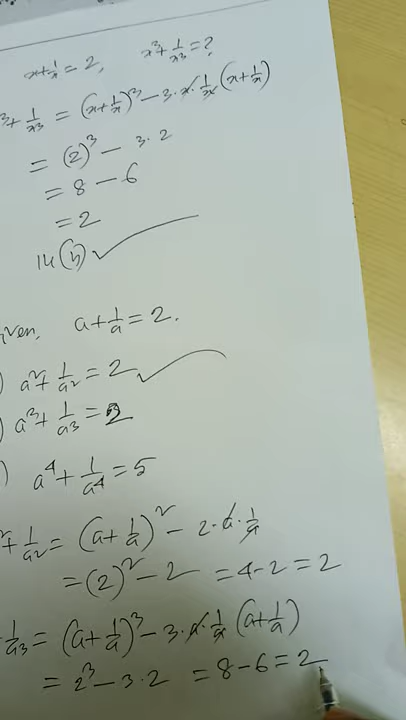 x+1/x = 2, x³+1/x³ = ?
³+1/x³ = (x+1/x)³ − 3·x·1/x (x+1/x)
= (2)³ − 3·2
= 8 − 6
= 2
14(h)
ven, a+1/a = 2.
) a²+1/a² = 2
) a³+1/a³ = 2
) a⁴+1/a⁴ = 5
²+1/a² = (a+1/a)² − 2·a·1/a
= (2)² − 2 = 4−2 = 2
1/a³ = (a+1/a)³ − 3·a·1/a (a+1/a)
= 2³ − 3·2 = 8−6 = 2